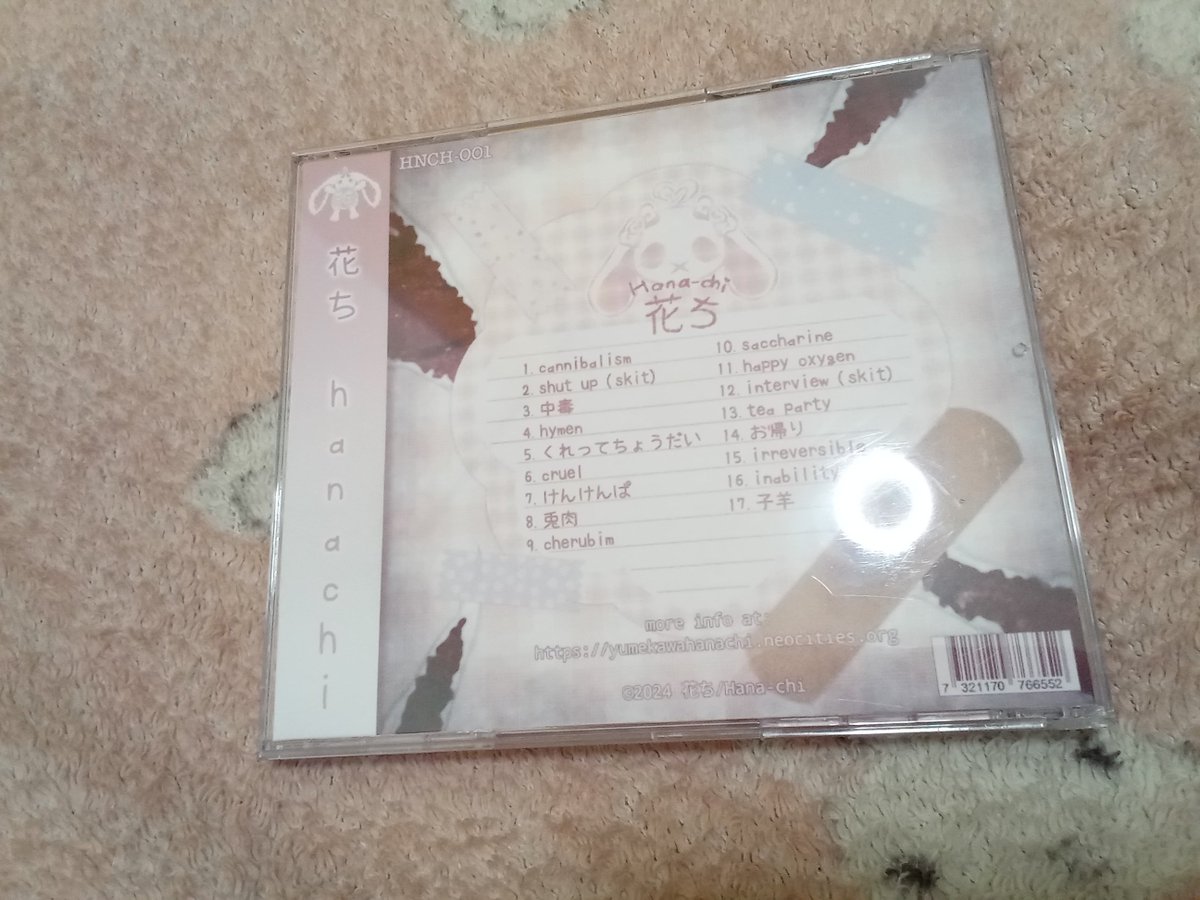 HNCH-001
花ち hanachi
Hana-chi
花ち
1. cannibalism
2. shut up (skit)
3. 中毒
4. hymen
5. くれってちょうだい
6. cruel
7. けんけんぱ
8. 兎肉
9. cherubim
10. saccharine
11. happy oxygen
12. interview (skit)
13. tea party
14. お帰り
15. irreversible
16. inability
17. 子羊
more info at:
https://yumekawahanachi.neocities.org
©2024 花ち/Hana-chi
7 321170 766552